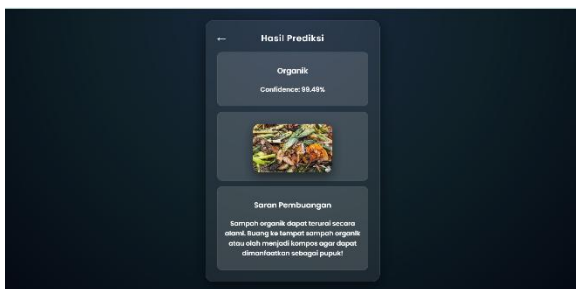 ← Hasil Prediksi
Organik
Confidence: 99.49%
Saran Pembuangan
Sampah organik dapat terurai secara
alami. Buang ke tempat sampah organik
atau olah menjadi kompos agar dapat
dimanfaatkan sebagai pupuk!